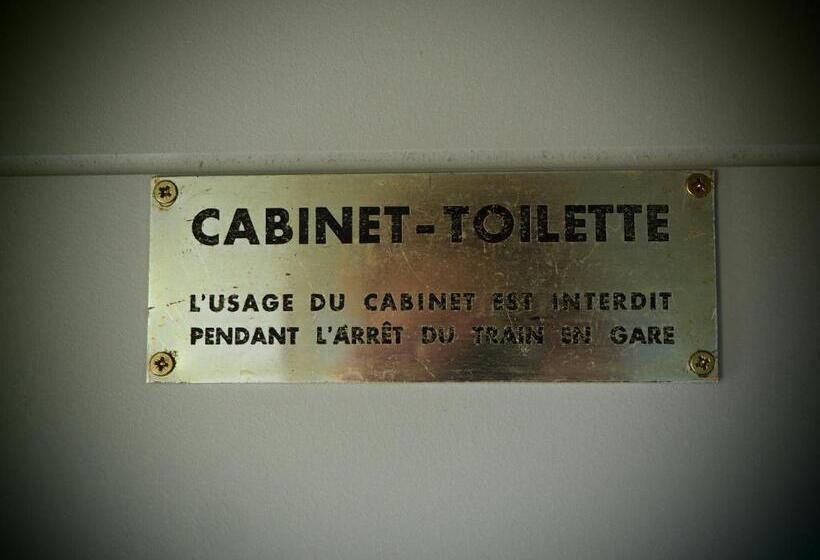 CABINET-TOILETTE
L'USAGE DU CABINET EST INTERDIT
PENDANT L'ARRÊT DU TRAIN EN GARE